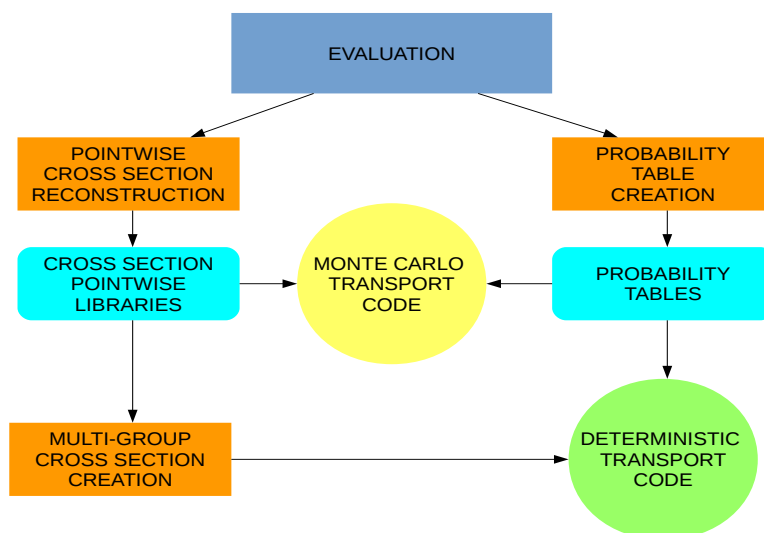 EVALUATION
POINTWISE
CROSS SECTION
RECONSTRUCTION
PROBABILITY
TABLE
CREATION
CROSS SECTION
POINTWISE
LIBRARIES
MONTE CARLO
TRANSPORT
CODE
PROBABILITY
TABLES
MULTI-GROUP
CROSS SECTION
CREATION
DETERMINISTIC
TRANSPORT
CODE